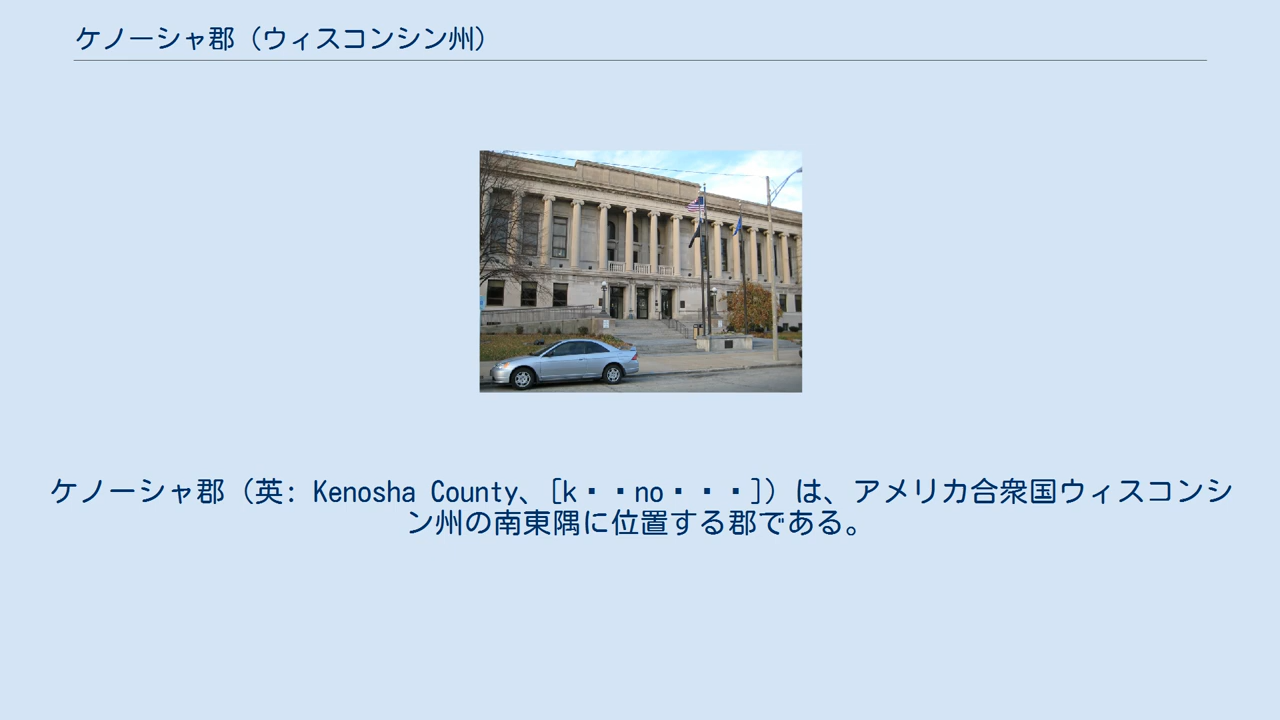 ケノーシャ郡（ウィスコンシン州）
ケノーシャ郡（英: Kenosha County、[k・・no・・・]）は、アメリカ合衆国ウィスコンシ
ン州の南東隅に位置する郡である。